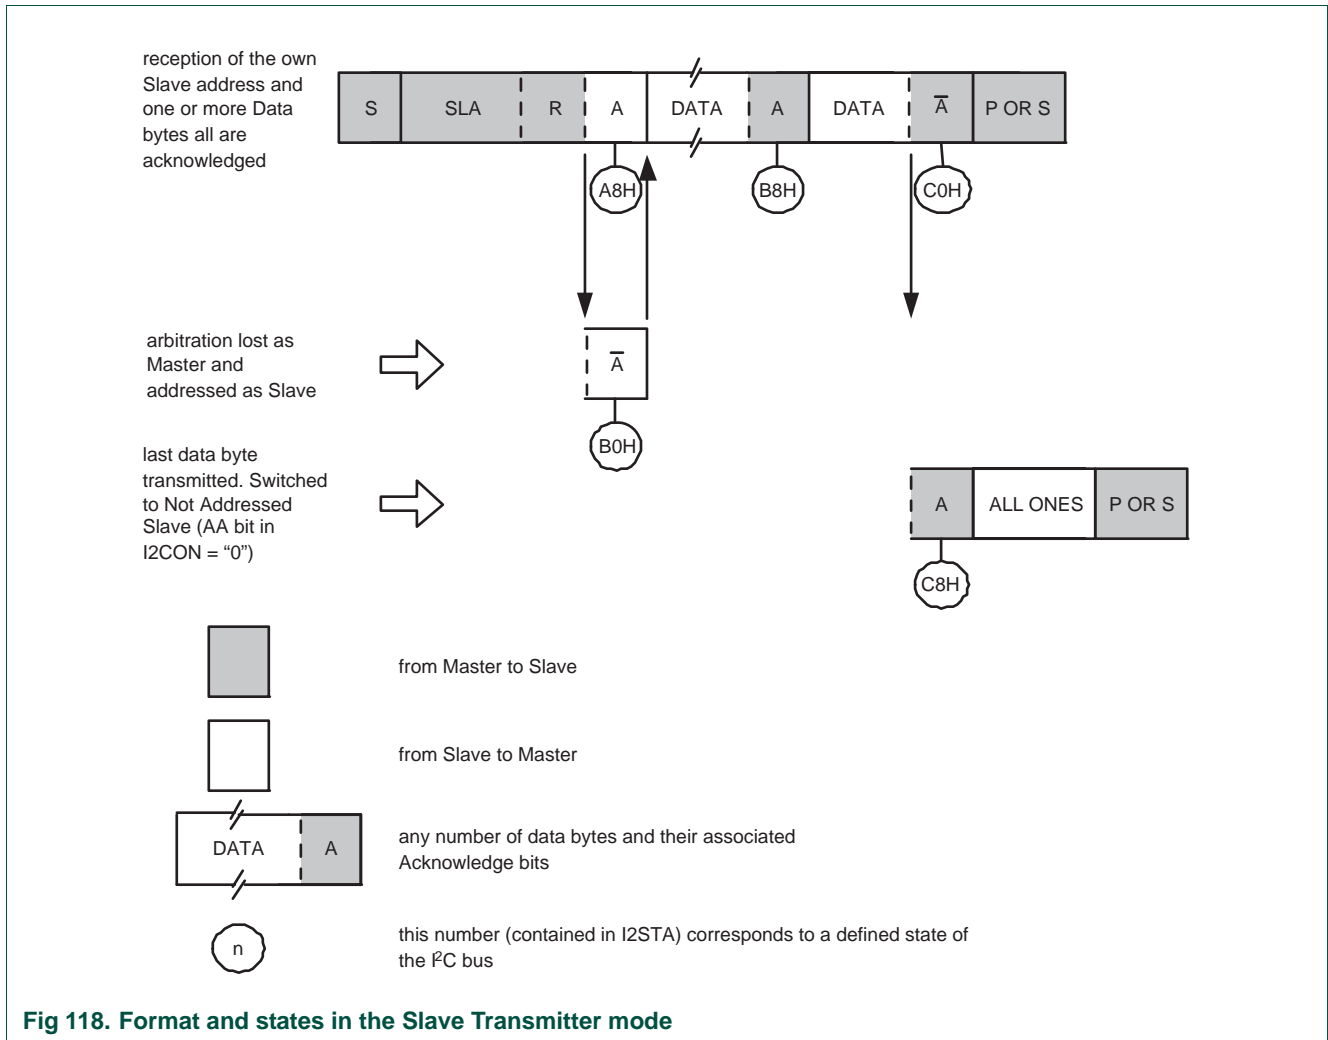 reception of the own
Slave address and
one or more Data
bytes all are
acknowledged
S SLA R A DATA A DATA A̅ P OR S
A8H B8H C0H
arbitration lost as
Master and
addressed as Slave
A̅
B0H
last data byte
transmitted. Switched
to Not Addressed
Slave (AA bit in
I2CON = “0”)
A ALL ONES P OR S
C8H
from Master to Slave
from Slave to Master
DATA A
any number of data bytes and their associated
Acknowledge bits
n
this number (contained in I2STA) corresponds to a defined state of
the I²C bus
Fig 118. Format and states in the Slave Transmitter mode